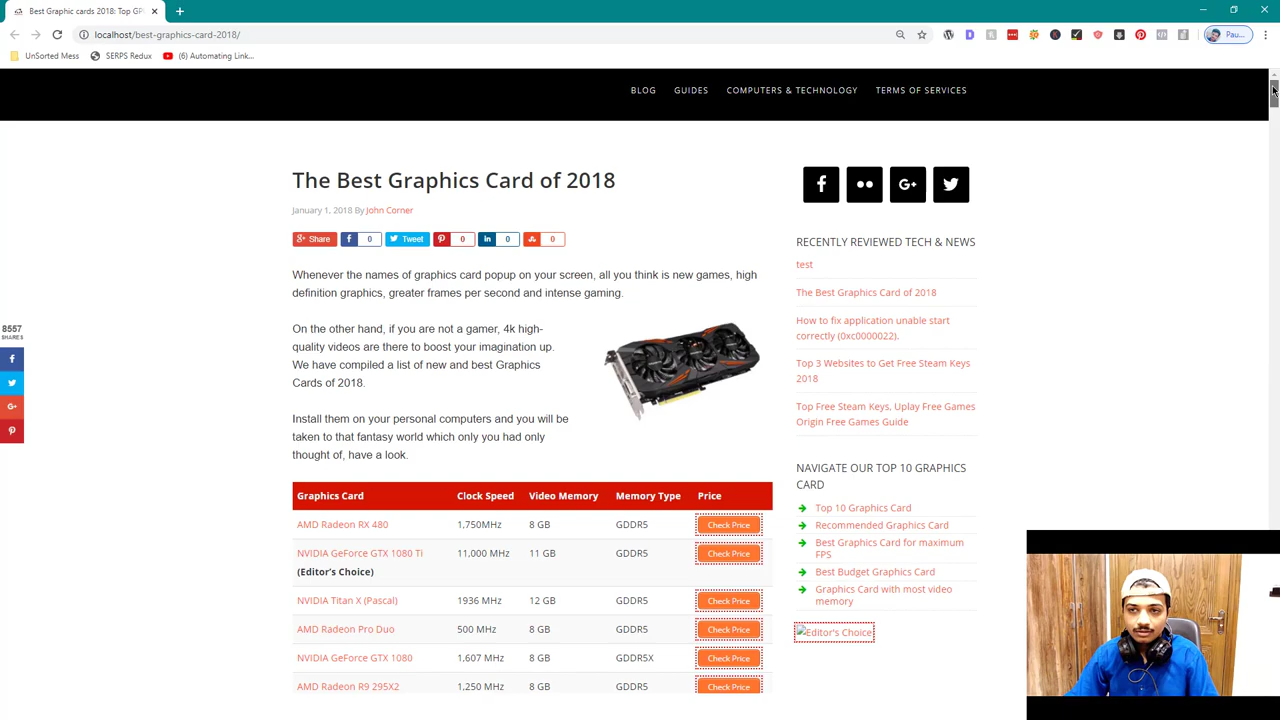 Best Graphic cards 2018: Top GP
localhost/best-graphics-card-2018/
Pau...
UnSorted Mess
SERPS Redux
(6) Automating Link...
BLOG
GUIDES
COMPUTERS & TECHNOLOGY
TERMS OF SERVICES
The Best Graphics Card of 2018
January 1, 2018 By John Corner
Share
0
Tweet
0
0
0
Whenever the names of graphics card popup on your screen, all you think is new games, high
definition graphics, greater frames per second and intense gaming.
On the other hand, if you are not a gamer, 4k high-
quality videos are there to boost your imagination up.
We have compiled a list of new and best Graphics
Cards of 2018.
Install them on your personal computers and you will be
taken to that fantasy world which only you had only
thought of, have a look.
8557
SHARES
Graphics Card Clock Speed Video Memory Memory Type Price
AMD Radeon RX 480 1,750MHz 8 GB GDDR5 Check Price
NVIDIA GeForce GTX 1080 Ti 11,000 MHz 11 GB GDDR5 Check Price
(Editor's Choice)
NVIDIA Titan X (Pascal) 1936 MHz 12 GB GDDR5 Check Price
AMD Radeon Pro Duo 500 MHz 8 GB GDDR5 Check Price
NVIDIA GeForce GTX 1080 1,607 MHz 8 GB GDDR5X Check Price
AMD Radeon R9 295X2 1,250 MHz 8 GB GDDR5 Check Price
RECENTLY REVIEWED TECH & NEWS
test
The Best Graphics Card of 2018
How to fix application unable start
correctly (0xc0000022).
Top 3 Websites to Get Free Steam Keys
2018
Top Free Steam Keys, Uplay Free Games
Origin Free Games Guide
NAVIGATE OUR TOP 10 GRAPHICS
CARD
Top 10 Graphics Card
Recommended Graphics Card
Best Graphics Card for maximum
FPS
Best Budget Graphics Card
Graphics Card with most video
memory
Editor's Choice